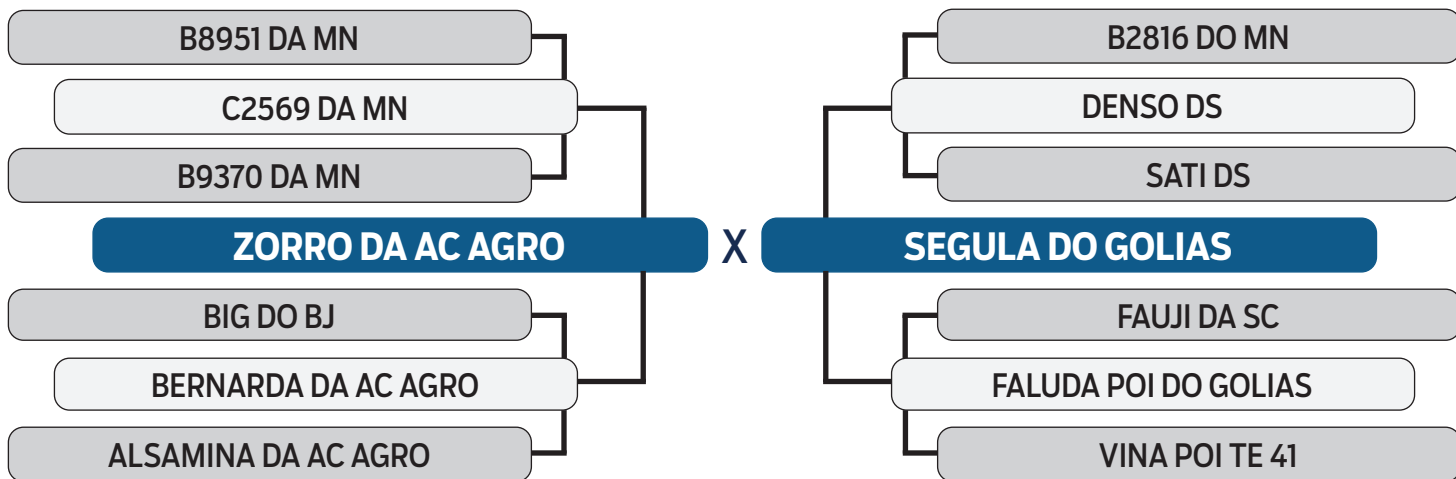 B8951 DA MN
C2569 DA MN
B9370 DA MN
ZORRO DA AC AGRO
BIG DO BJ
BERNARDA DA AC AGRO
ALSAMINA DA AC AGRO
X
B2816 DO MN
DENSO DS
SATI DS
SEGULA DO GOLIAS
FAUJI DA SC
FALUDA POI DO GOLIAS
VINA POI TE 41